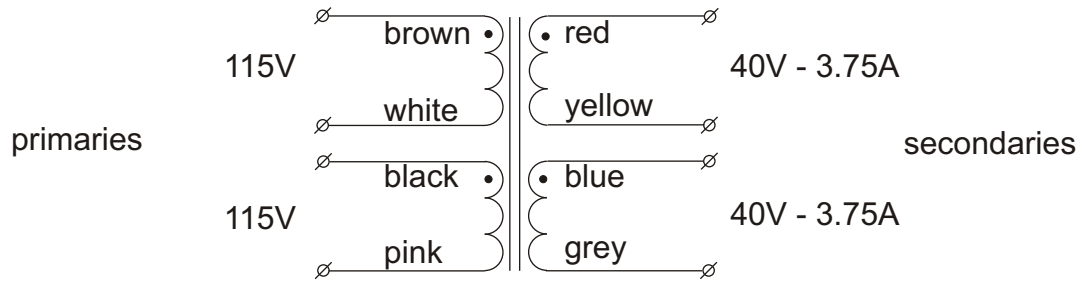 brown
red
115V
40V - 3.75A
white
yellow
primaries
secondaries
black
blue
115V
40V - 3.75A
pink
grey